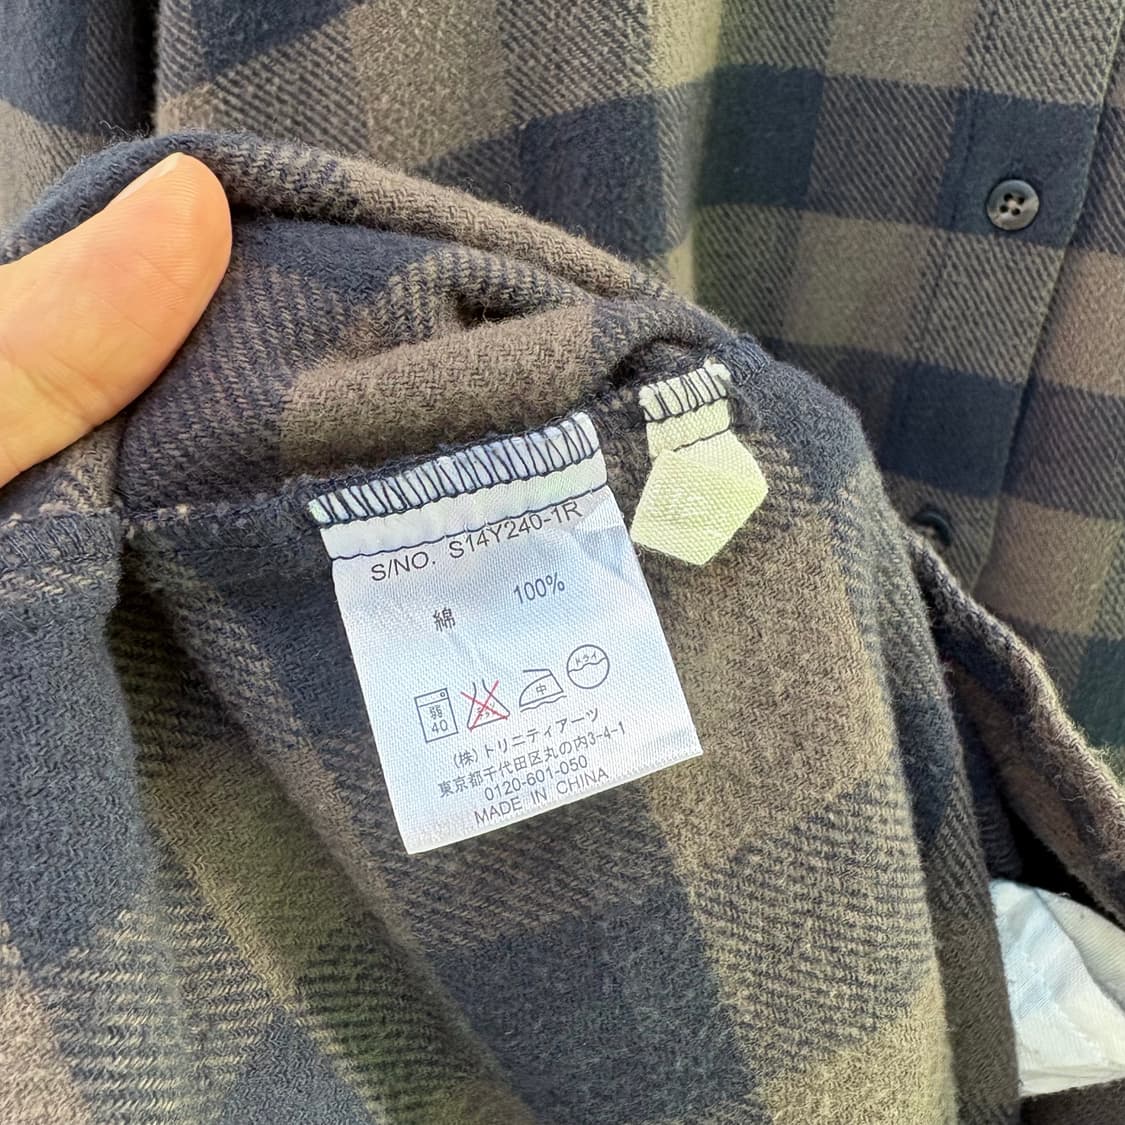 S/NO. S14Y240-1R
綿 100%
弱 40 中 ドライ
(株)トリニティアーツ
東京都千代田区丸の内3-4-1
0120-601-050
MADE IN CHINA